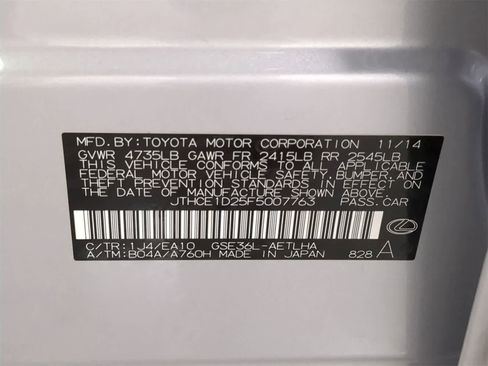 MFD. BY: TOYOTA MOTOR CORPORATION 11/14
GVWR 4735LB GAWR FR 2415LB RR 2545LB
THIS VEHICLE CONFORMS TO ALL APPLICABLE
FEDERAL MOTOR VEHICLE SAFETY, BUMPER, AND
THEFT PREVENTION STANDARDS IN EFFECT ON
THE DATE OF MANUFACTURE SHOWN ABOVE.
JTHCE1D25F5007763 PASS.CAR
C/TR: 1J4/EA10 GSE36L-AETLHA
A/TM: B04A/A760H MADE IN JAPAN 828 A